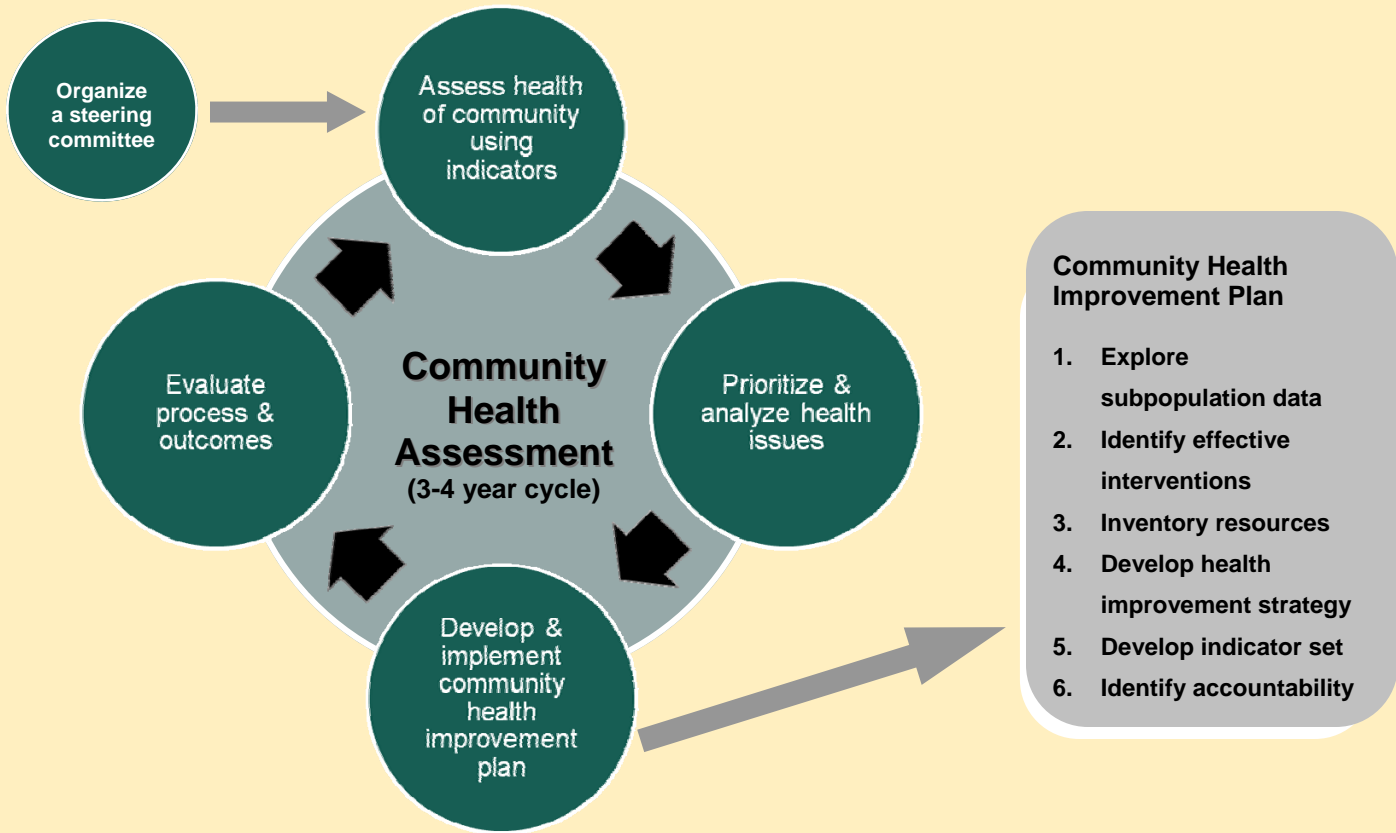 Organize
a steering
committee
Assess health
of community
using
indicators
Prioritize &
analyze health
issues
Develop &
implement
community
health
improvement
plan
Evaluate
process &
outcomes
Community
Health
Assessment
(3-4 year cycle)
Community Health
Improvement Plan
1. Explore
subpopulation data
2. Identify effective
interventions
3. Inventory resources
4. Develop health
improvement strategy
5. Develop indicator set
6. Identify accountability